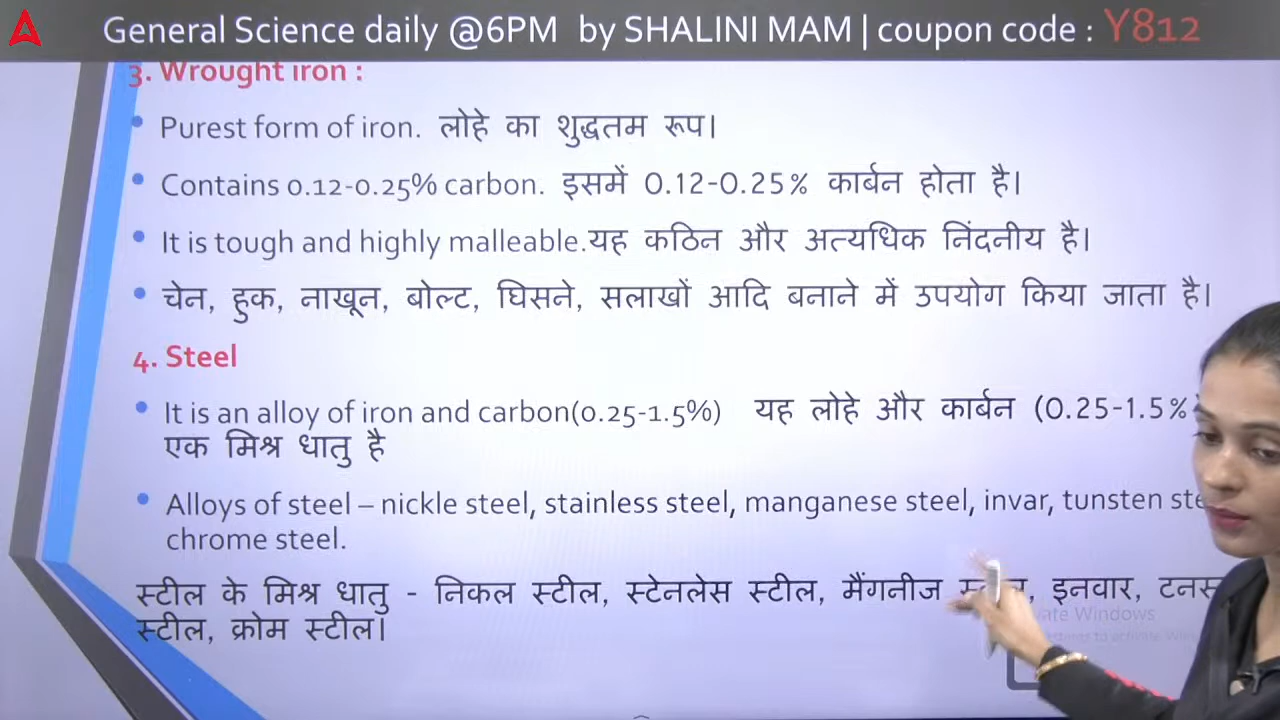 General Science daily @6PM by SHALINI MAM | coupon code : Y812
3. Wrought iron :
Purest form of iron. लोहे का शुद्धतम रूप।
Contains 0.12-0.25% carbon. इसमें 0.12-0.25% कार्बन होता है।
It is tough and highly malleable.यह कठिन और अत्यधिक निंदनीय है।
चेन, हुक, नाखून, बोल्ट, घिसने, सलाखों आदि बनाने में उपयोग किया जाता है।
4. Steel
It is an alloy of iron and carbon(0.25-1.5%) यह लोहे और कार्बन (0.25-1.5%
एक मिश्र धातु है
Alloys of steel – nickle steel, stainless steel, manganese steel, invar, tunsten
chrome steel.
स्टील के मिश्र धातु - निकल स्टील, स्टेनलेस स्टील, मैंगनीज इनवार,
स्टील, क्रोम स्टील।
Windows